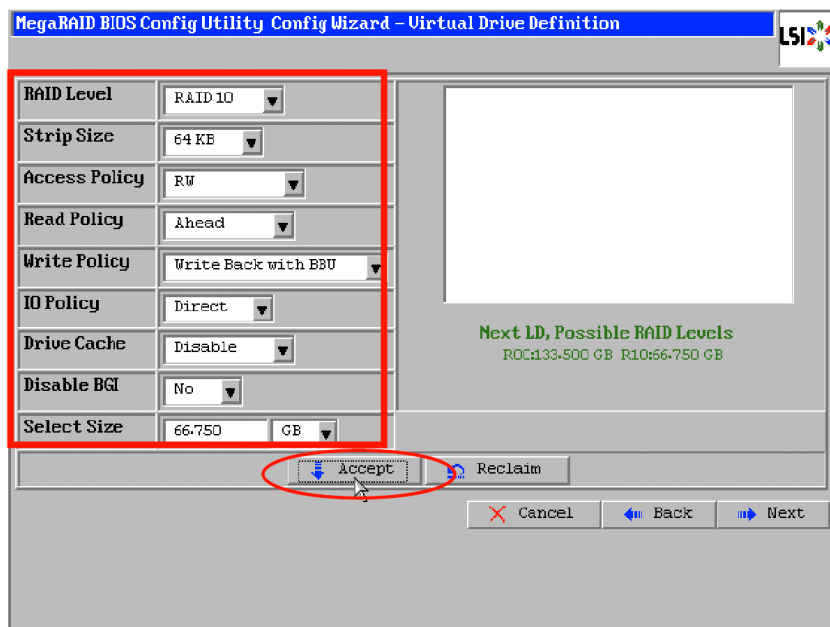 MegaRAID BIOS Config Utility Config Wizard – Virtual Drive Definition
LSI
RAID Level RAID 10
Strip Size 64 KB
Access Policy RW
Read Policy Ahead
Write Policy Write Back with BBU
IO Policy Direct
Drive Cache Disable
Disable BGI No
Select Size 66.750 GB
Next LD, Possible RAID Levels
R00:133.500 GB R10:66.750 GB
Accept Reclaim
Cancel Back Next